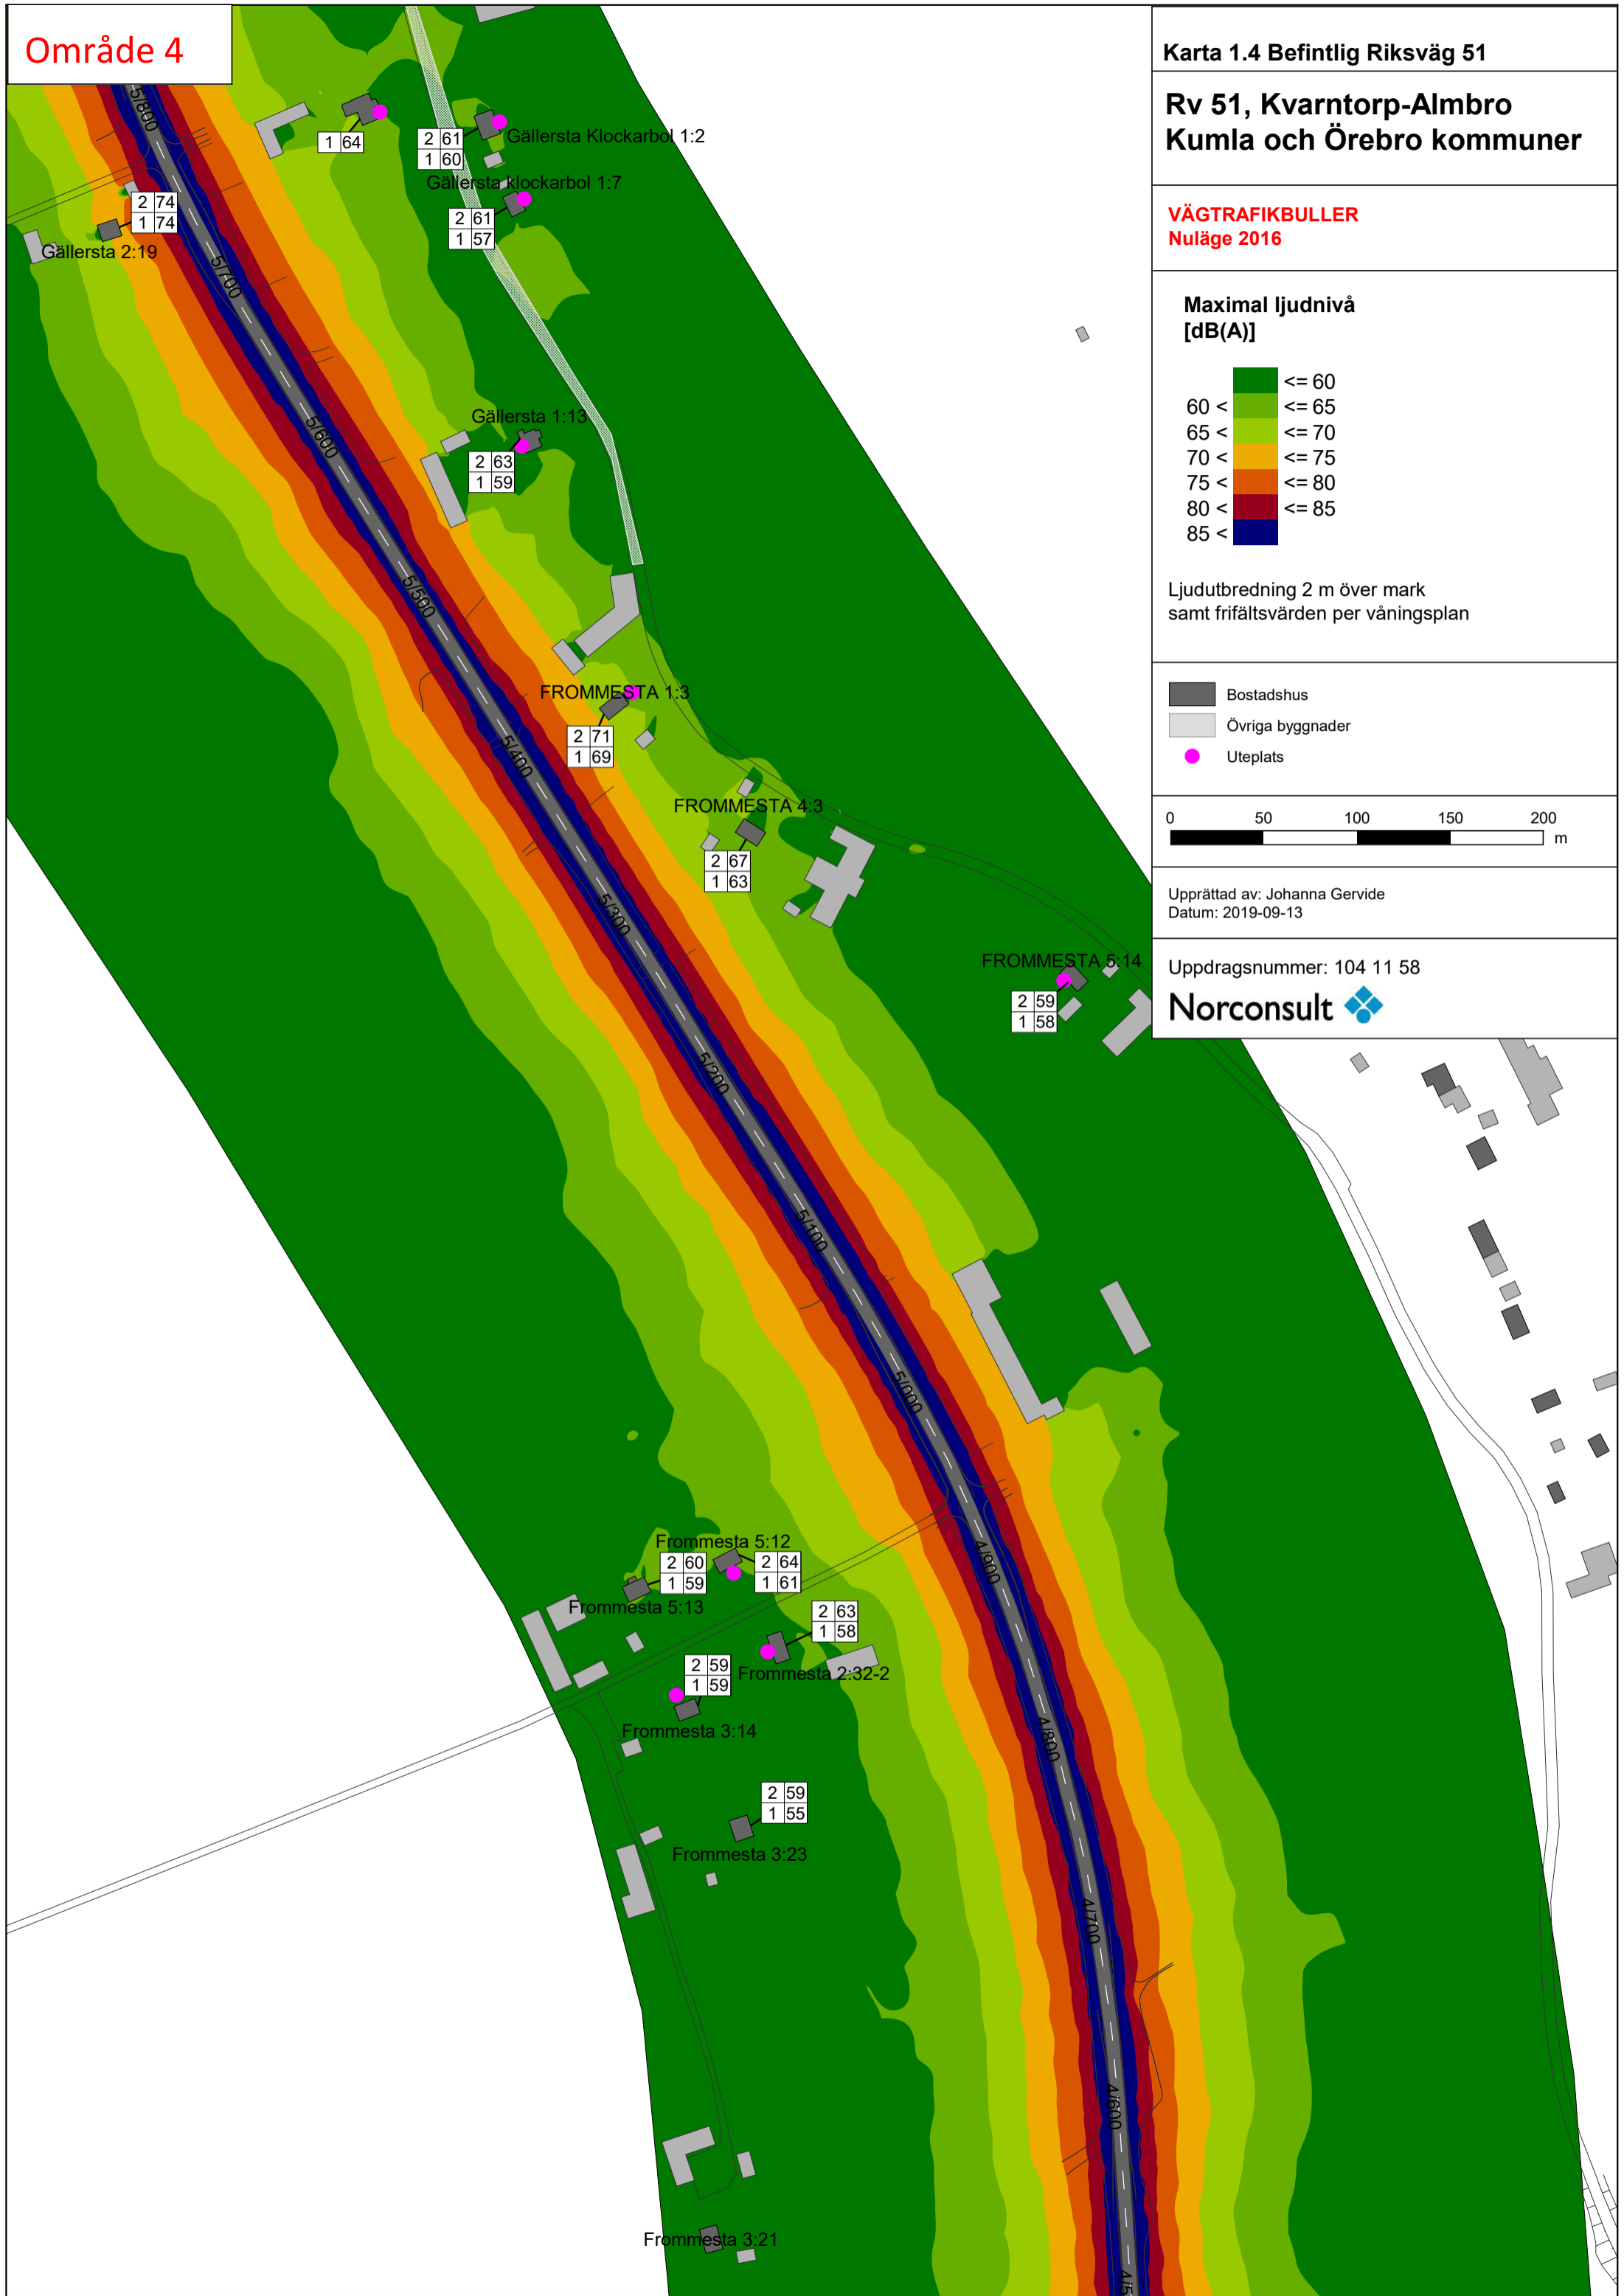 Område 4
Karta 1.4 Befintlig Riksväg 51
Rv 51, Kvarntorp-Almbro
Kumla och Örebro kommuner
VÄGTRAFIKBULLER
Nuläge 2016
Maximal ljudnivå
[dB(A)]
<= 60
60 < <= 65
65 < <= 70
70 < <= 75
75 < <= 80
80 < <= 85
85 <
Ljudutbredning 2 m över mark
samt frifältsvärden per våningsplan
Bostadshus
Övriga byggnader
Uteplats
0 50 100 150 200
m
Upprättad av: Johanna Gervide
Datum: 2019-09-13
Uppdragsnummer: 104 11 58
Norconsult
5/800
1 64
2 61
1 60
Gällersta Klockarbol 1:2
Gällersta klockarbol 1:7
2 61
1 57
2 74
1 74
Gällersta 2:19
5/700
5/600
Gällersta 1:13
2 63
1 59
5/500
FROMMESTA 1:3
2 71
1 69
5/400
FROMMESTA 4:3
2 67
1 63
5/300
FROMMESTA 5:14
2 59
1 58
5/200
5/100
5/000
4/900
Frommesta 5:12
2 60
1 59
2 64
1 61
Frommesta 5:13
2 63
1 58
Frommesta 2:32-2
2 59
1 59
Frommesta 3:14
4/800
2 59
1 55
Frommesta 3:23
4/700
4/600
Frommesta 3:21
4/5